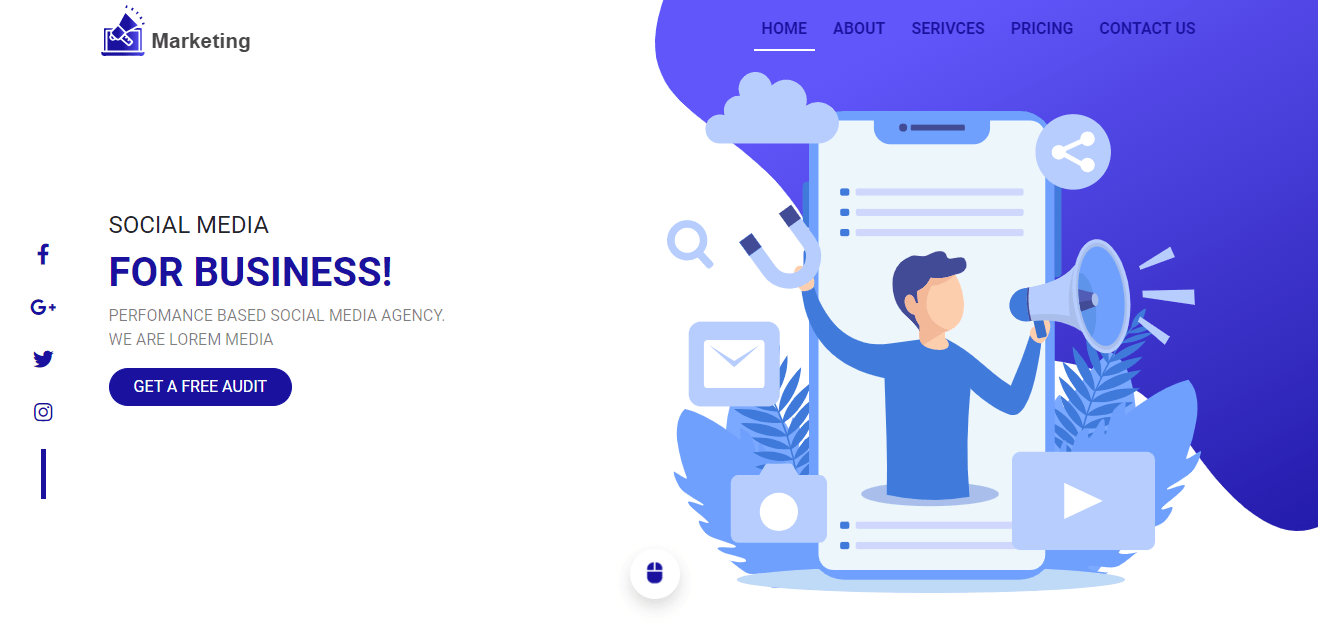 Marketing
HOME ABOUT SERIVCES PRICING CONTACT US
SOCIAL MEDIA
FOR BUSINESS!
PERFOMANCE BASED SOCIAL MEDIA AGENCY.
WE ARE LOREM MEDIA
GET A FREE AUDIT